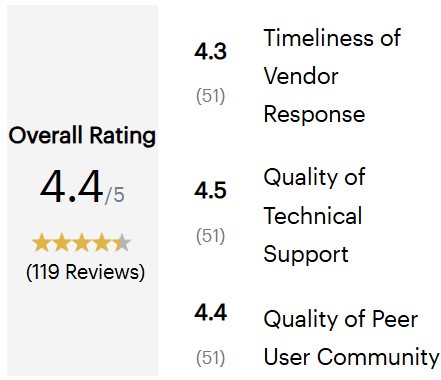 Overall Rating
4.4/5
(119 Reviews)
4.3
(51)
Timeliness of
Vendor
Response
4.5
(51)
Quality of
Technical
Support
4.4
(51)
Quality of Peer
User Community